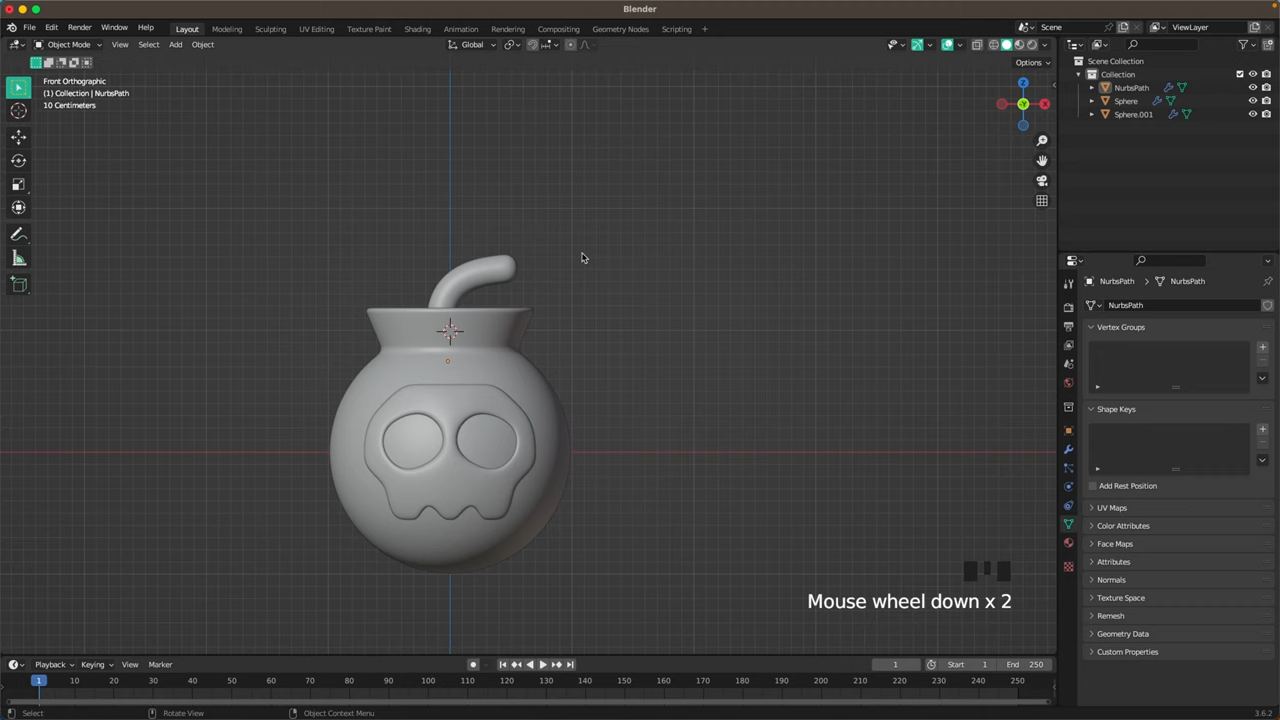 Blender
File Edit Render Window Help Layout Modeling Sculpting UV Editing Texture Paint Shading Animation Rendering Compositing Geometry Nodes Scripting + Scene ViewLayer
Object Mode View Select Add Object Global
Options
Front Orthographic
(1) Collection | NurbsPath
10 Centimeters
Z
X
-Y
Scene Collection
Collection
NurbsPath
Sphere
Sphere.001
NurbsPath NurbsPath
NurbsPath
Vertex Groups
Shape Keys
Add Rest Position
UV Maps
Color Attributes
Face Maps
Attributes
Normals
Texture Space
Remesh
Geometry Data
Custom Properties
Mouse wheel down x 2
Playback Keying View Marker 1 Start 1 End 250
1 10 20 30 40 50 60 70 80 90 100 110 120 130 140 150 160 170 180 190 200 210 220 230 240 250
Select Rotate View Object Context Menu 3.6.2